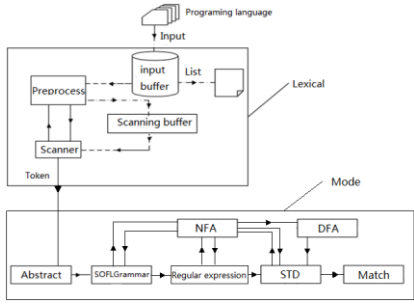 Programing language
Input
input
buffer
List
Preprocess
Lexical
Scanning buffer
Scanner
Token
Mode
NFA
DFA
Abstract
SOFLGrammar
Regular expression
STD
Match